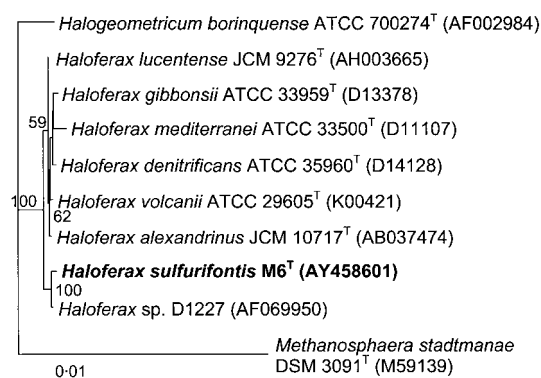 Halogeometricum borinquense ATCC 700274T (AF002984)
Haloferax lucentense JCM 9276T (AH003665)
Haloferax gibbonsii ATCC 33959T (D13378)
59
Haloferax mediterranei ATCC 33500T (D11107)
Haloferax denitrificans ATCC 35960T (D14128)
100
Haloferax volcanii ATCC 29605T (K00421)
62
Haloferax alexandrinus JCM 10717T (AB037474)
Haloferax sulfurifontis M6T (AY458601)
100
Haloferax sp. D1227 (AF069950)
Methanosphaera stadtmanae
DSM 3091T (M59139)
0·01